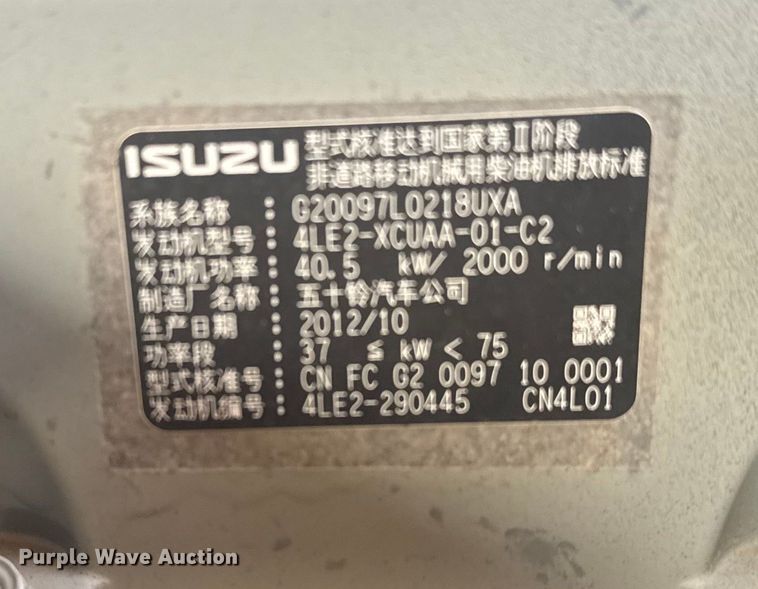 ISUZU
型式核准达到国家第Ⅱ阶段
非道路移动机械用柴油机排放标准
系族名称 : G20097L0218UXA
发动机型号 : 4LE2-XCUAA-01-C2
发动机功率 : 40.5 kW/ 2000 r/min
制造厂名称 : 五十铃汽车公司
生产日期 : 2012/10
功率段 : 37 ≤ kW < 75
型式核准号 : CN FC G2 0097 10 0001
发动机编号 : 4LE2-290445 CN4L01
Purple Wave Auction